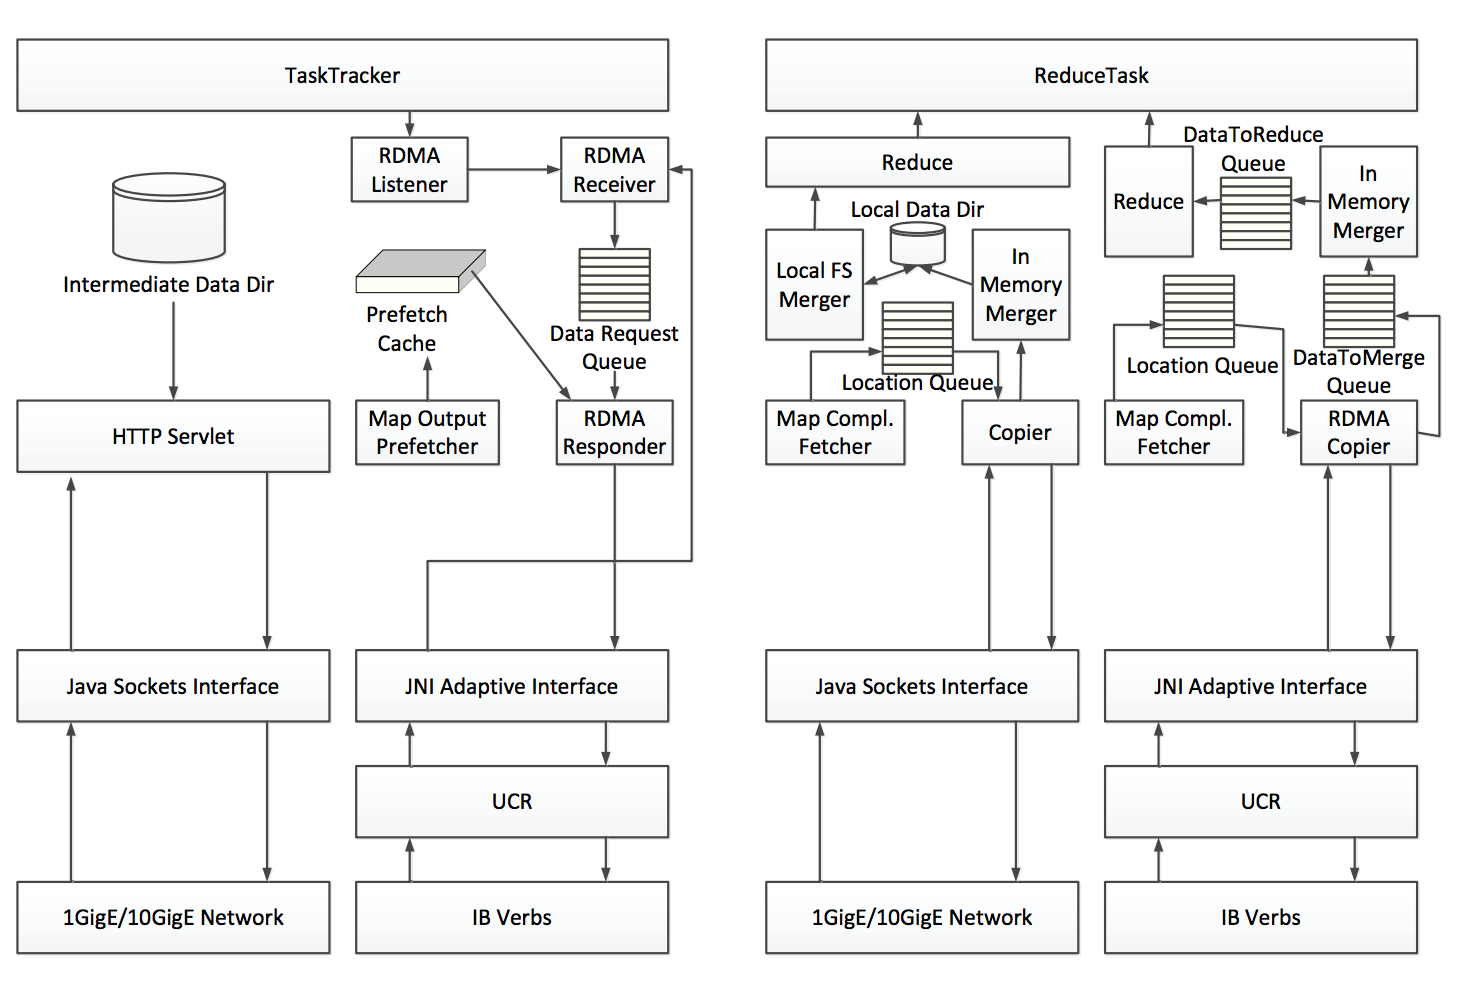 TaskTracker
RDMA
Listener
RDMA
Receiver
Intermediate Data Dir
Prefetch
Cache
Data Request
Queue
HTTP Servlet
Map Output
Prefetcher
RDMA
Responder
Java Sockets Interface
JNI Adaptive Interface
UCR
1GigE/10GigE Network
IB Verbs
ReduceTask
Reduce
Local Data Dir
Local FS
Merger
In
Memory
Merger
Location Queue
Map Compl.
Fetcher
Copier
DataToReduce
Queue
Reduce
In
Memory
Merger
Location Queue
DataToMerge
Queue
Map Compl.
Fetcher
RDMA
Copier
Java Sockets Interface
JNI Adaptive Interface
UCR
1GigE/10GigE Network
IB Verbs